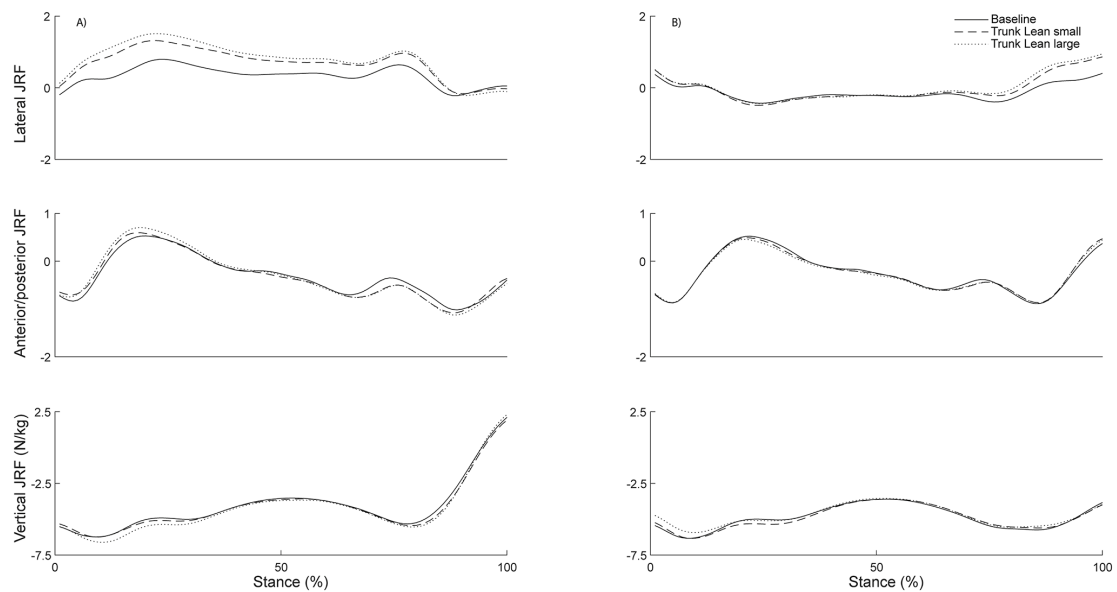 A)
B)
Baseline
Trunk Lean small
Trunk Lean large
Lateral JRF
2
0
-2
2
0
-2
Anterior/posterior JRF
1
0
-2
1
0
-2
Vertical JRF (N/kg)
2.5
-2.5
-7.5
2.5
-2.5
-7.5
0
50
100
Stance (%)
0
50
100
Stance (%)